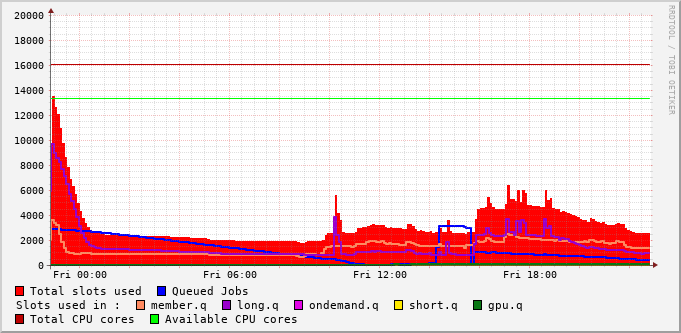 20000
18000
16000
14000
12000
10000
8000
6000
4000
2000
0
Fri 00:00 Fri 06:00 Fri 12:00 Fri 18:00
RRDTOOL / TOBI OETIKER
Total slots used Queued Jobs
Slots used in : member.q long.q ondemand.q short.q gpu.q
Total CPU cores Available CPU cores